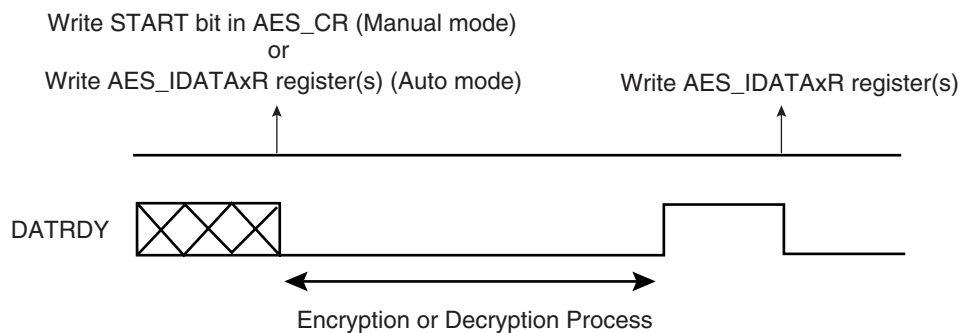 Write START bit in AES_CR (Manual mode)
or
Write AES_IDATAxR register(s) (Auto mode)
Write AES_IDATAxR register(s)
DATRDY
Encryption or Decryption Process